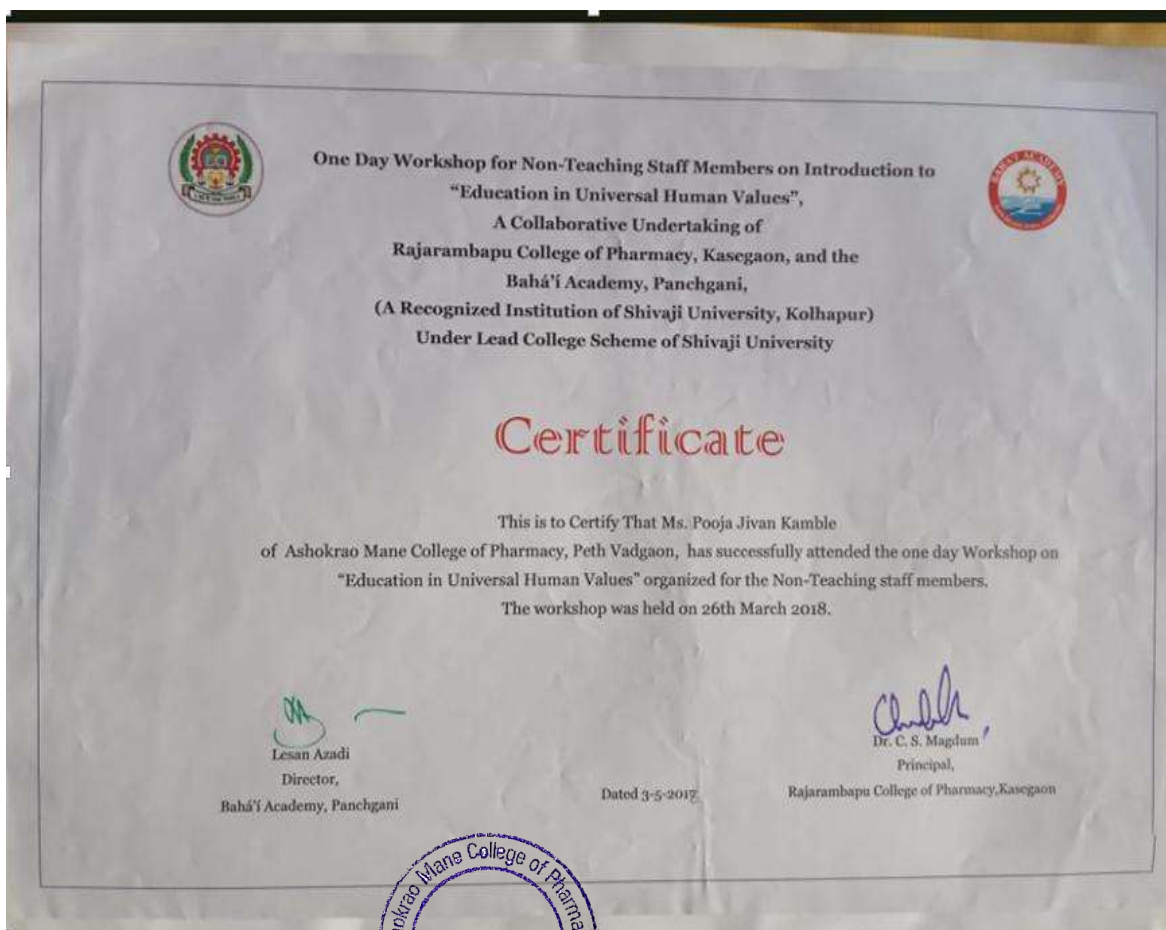 One Day Workshop for Non-Teaching Staff Members on Introduction to
“Education in Universal Human Values”,
A Collaborative Undertaking of
Rajarambapu College of Pharmacy, Kasegaon, and the
Bahá’í Academy, Panchgani,
(A Recognized Institution of Shivaji University, Kolhapur)
Under Lead College Scheme of Shivaji University
Certificate
This is to Certify That Ms. Pooja Jivan Kamble
of Ashokrao Mane College of Pharmacy, Peth Vadgaon, has successfully attended the one day Workshop on
“Education in Universal Human Values” organized for the Non-Teaching staff members.
The workshop was held on 26th March 2018.
Lesan Azadi
Director,
Bahá’í Academy, Panchgani
Dated 3-5-2017
Dr. C. S. Magdum
Principal,
Rajarambapu College of Pharmacy,Kasegaon
Mane College of